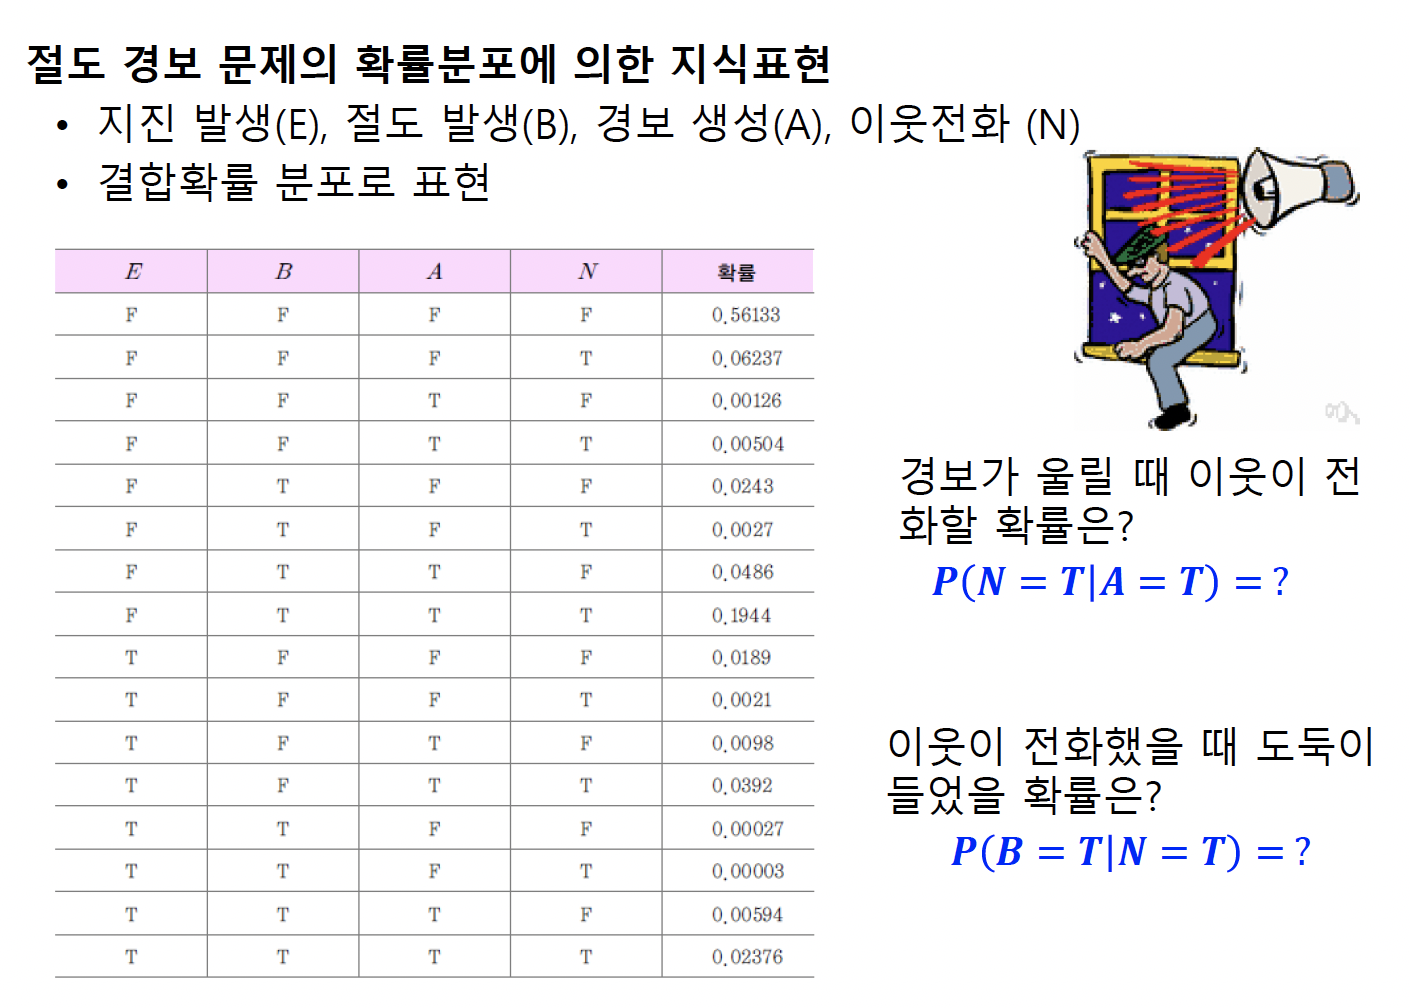 절도 경보 문제의 확률분포에 의한 지식표현
• 지진 발생(E), 절도 발생(B), 경보 생성(A), 이웃전화 (N)
• 결합확률 분포로 표현
E B A N 확률
F F F F 0.56133
F F F T 0.06237
F F T F 0.00126
F F T T 0.00504
F T F F 0.0243
F T F T 0.0027
F T T F 0.0486
F T T T 0.1944
T F F F 0.0189
T F F T 0.0021
T F T F 0.0098
T F T T 0.0392
T T F F 0.00027
T T F T 0.00003
T T T F 0.00594
T T T T 0.02376
경보가 울릴 때 이웃이 전
화할 확률은?
P(N = T|A = T) = ?
이웃이 전화했을 때 도둑이
들었을 확률은?
P(B = T|N = T) = ?